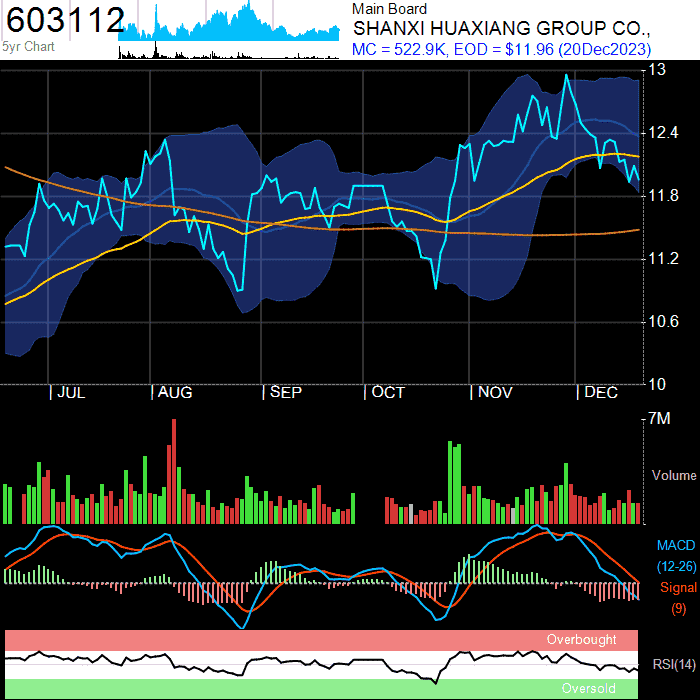 603112
5yr Chart
Main Board
SHANXI HUAXIANG GROUP CO.,
MC = 522.9K, EOD = $11.96 (20Dec2023)
13
12.4
11.8
11.2
10.6
10
| JUL | AUG | SEP | OCT | NOV | DEC
7M
Volume
MACD
(12-26)
Signal
(9)
Overbought
RSI(14)
Oversold